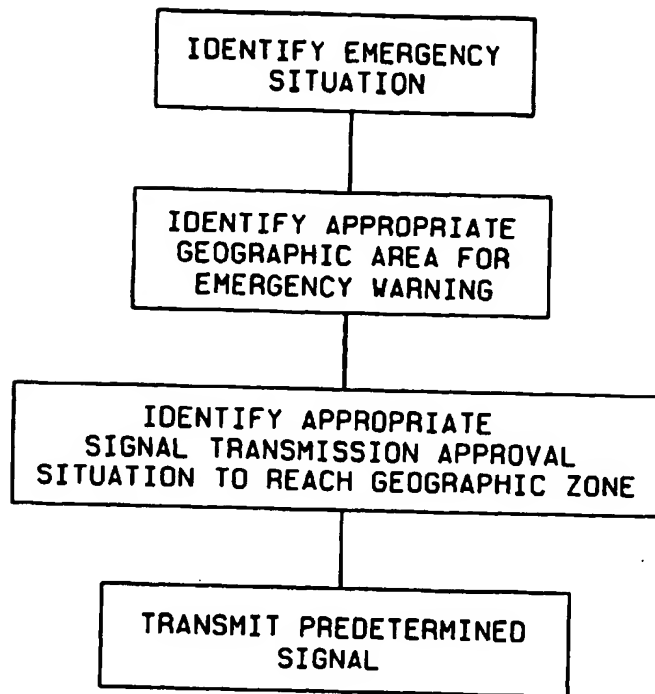 IDENTIFY EMERGENCY
SITUATION
IDENTIFY APPROPRIATE
GEOGRAPHIC AREA FOR
EMERGENCY WARNING
IDENTIFY APPROPRIATE
SIGNAL TRANSMISSION APPROVAL
SITUATION TO REACH GEOGRAPHIC ZONE
TRANSMIT PREDETERMINED
SIGNAL